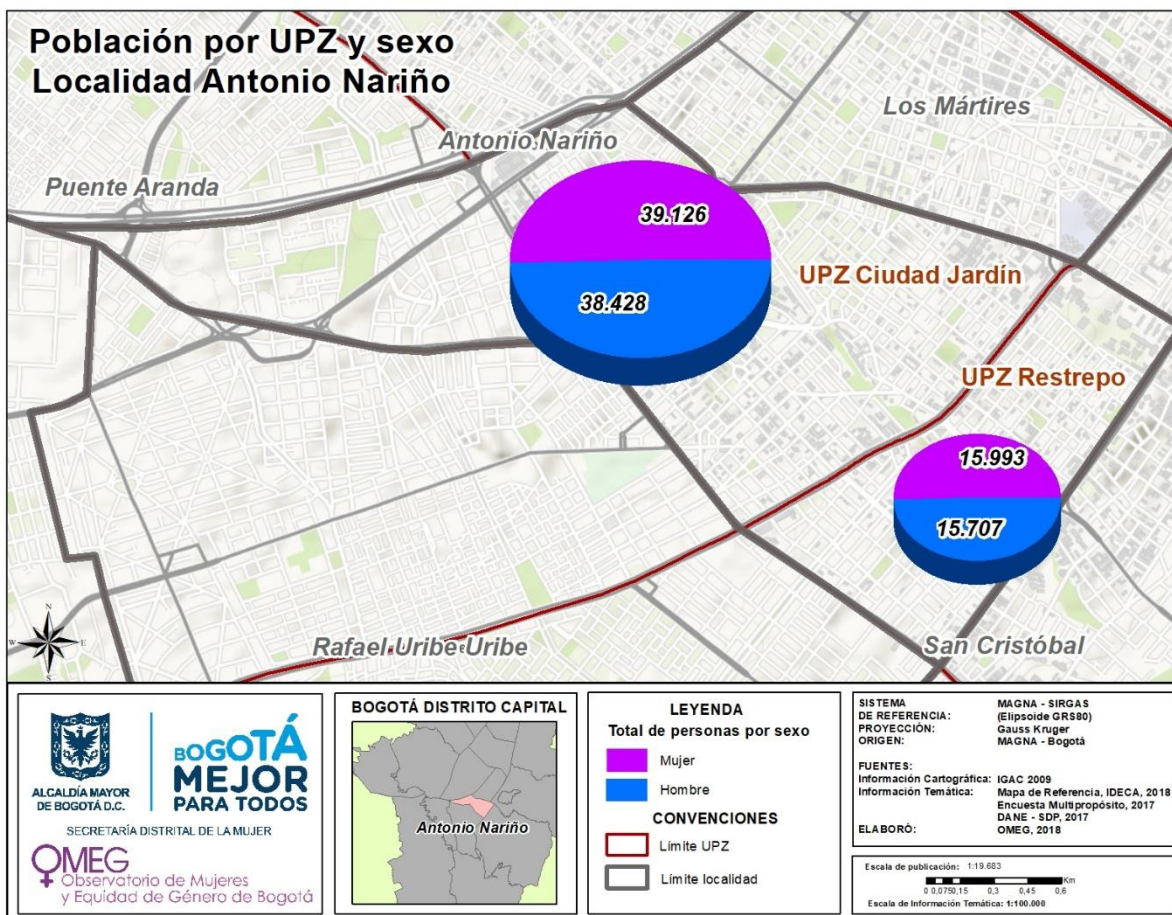 Población por UPZ y sexo
Localidad Antonio Nariño
Los Mártires
Antonio Nariño
Puente Aranda
39.126
38.428
UPZ Ciudad Jardín
UPZ Restrepo
15.993
15.707
Rafael Uribe Uribe
San Cristóbal
N
W E
S
ALCALDÍA MAYOR
DE BOGOTÁ D.C.
BOGOTÁ
MEJOR
PARA TODOS
SECRETARÍA DISTRITAL DE LA MUJER
OMEG
Observatorio de Mujeres
y Equidad de Género de Bogotá
BOGOTÁ DISTRITO CAPITAL
Antonio Nariño
LEYENDA
Total de personas por sexo
Mujer
Hombre
CONVENCIONES
Límite UPZ
Límite localidad
SISTEMA MAGNA - SIRGAS
DE REFERENCIA: (Elipsoide GRS80)
PROYECCIÓN: Gauss Kruger
ORIGEN: MAGNA - Bogotá
FUENTES:
Información Cartográfica: IGAC 2009
Información Temática: Mapa de Referencia, IDECA, 2018
Encuesta Multipropósito, 2017
DANE - SDP, 2017
ELABORÓ: OMEG, 2018
Escala de publicación: 1:19.683
Km
0 0,075 0,15 0,3 0,45 0,6
Escala de Información Temática: 1:100.000